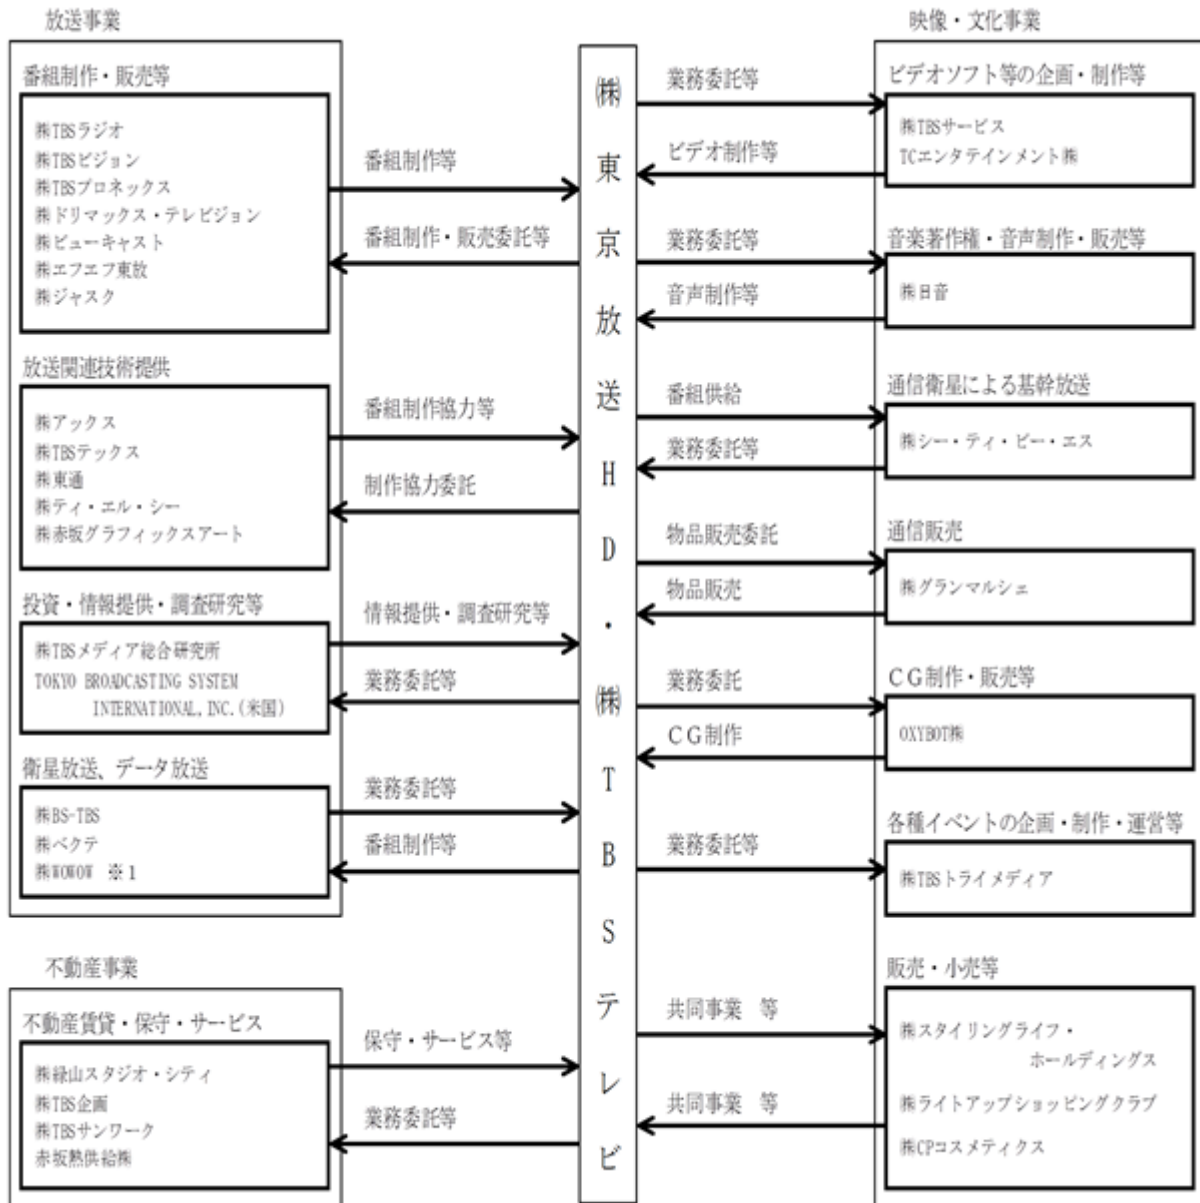 放送事業
番組制作・販売等
㈱TBSラジオ
㈱TBSビジョン
㈱TBSプロネックス
㈱ドリマックス・テレビジョン
㈱ビューキャスト
㈱エフエフ東放
㈱ジャスク
番組制作等
番組制作・販売委託等
放送関連技術提供
㈱アックス
㈱TBSテックス
㈱東通
㈱ティ・エル・シー
㈱赤坂グラフィックスアート
番組制作協力等
制作協力委託
投資・情報提供・調査研究等
㈱TBSメディア総合研究所
TOKYO BROADCASTING SYSTEM
INTERNATIONAL,INC.(米国)
情報提供・調査研究等
業務委託等
衛星放送、データ放送
㈱BS-TBS
㈱ベクテ
㈱WOWOW ※1
業務委託等
番組制作等
不動産事業
不動産賃貸・保守・サービス
㈱緑山スタジオ・シティ
㈱TBS企画
㈱TBSサンワーク
赤坂熱供給㈱
保守・サービス等
業務委託等
㈱東京放送HD・㈱TBSテレビ
映像・文化事業
業務委託等
ビデオ制作等
ビデオソフト等の企画・制作等
㈱TBSサービス
TCエンタテインメント㈱
業務委託等
音声制作等
音楽著作権・音声制作・販売等
㈱日音
番組供給
業務委託等
通信衛星による基幹放送
㈱シー・ティ・ビー・エス
物品販売委託
物品販売
通信販売
㈱グランマルシェ
業務委託
CG制作
CG制作・販売等
OXYBOT㈱
業務委託等
各種イベントの企画・制作・運営等
㈱TBSトライメディア
共同事業 等
共同事業 等
販売・小売等
㈱スタイリングライフ・
ホールディングス
㈱ライトアップショッピングクラブ
㈱CPコスメティクス